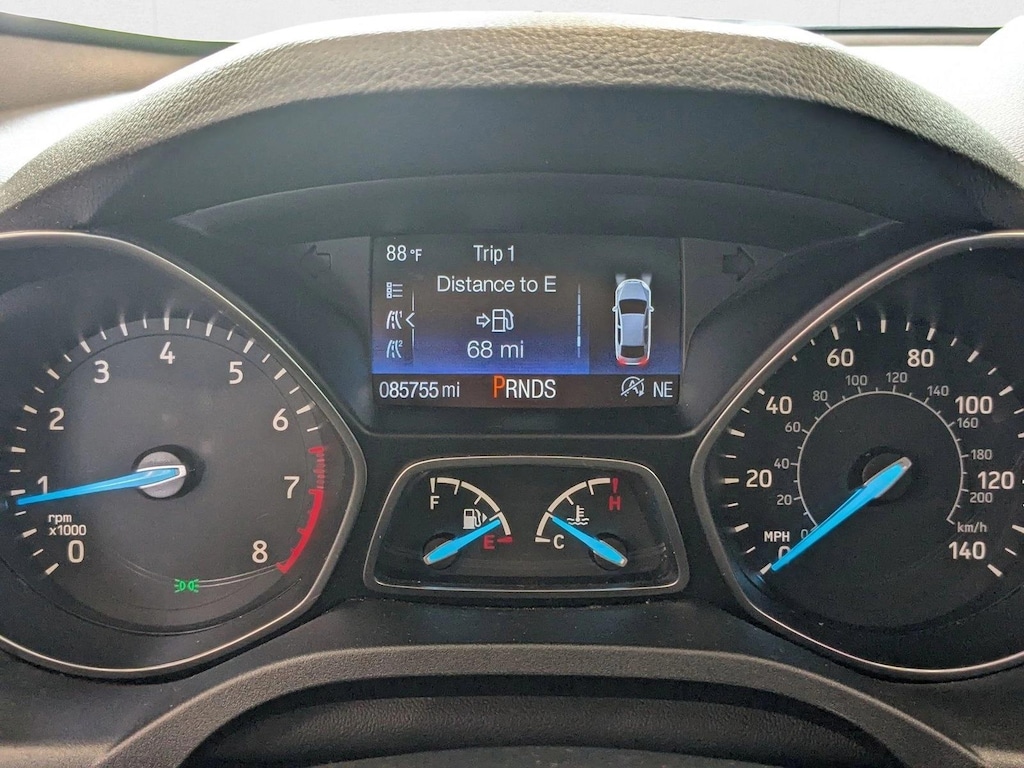 88°F Trip 1
Distance to E
68 mi
085755 mi PRNDS NE
0 1 2 3 4 5 6 7 8
rpm
x1000
F E
H C
0 20 40 60 80 100 120 140
MPH
0 20 40 60 80 100 120 140 160 180 200
km/h